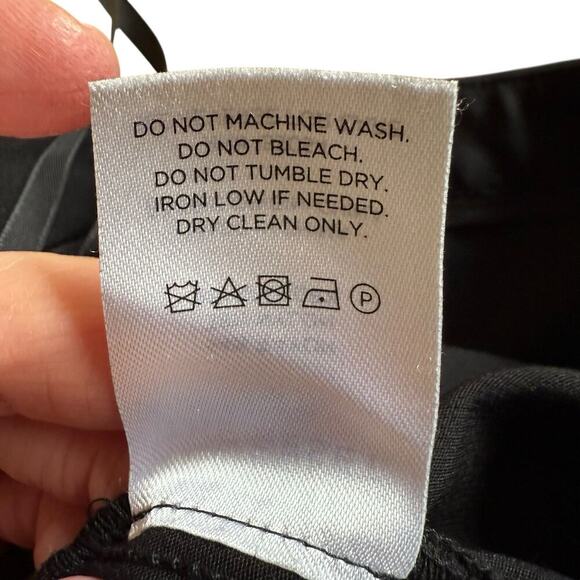 DO NOT MACHINE WASH.
DO NOT BLEACH.
DO NOT TUMBLE DRY.
IRON LOW IF NEEDED.
DRY CLEAN ONLY.
P